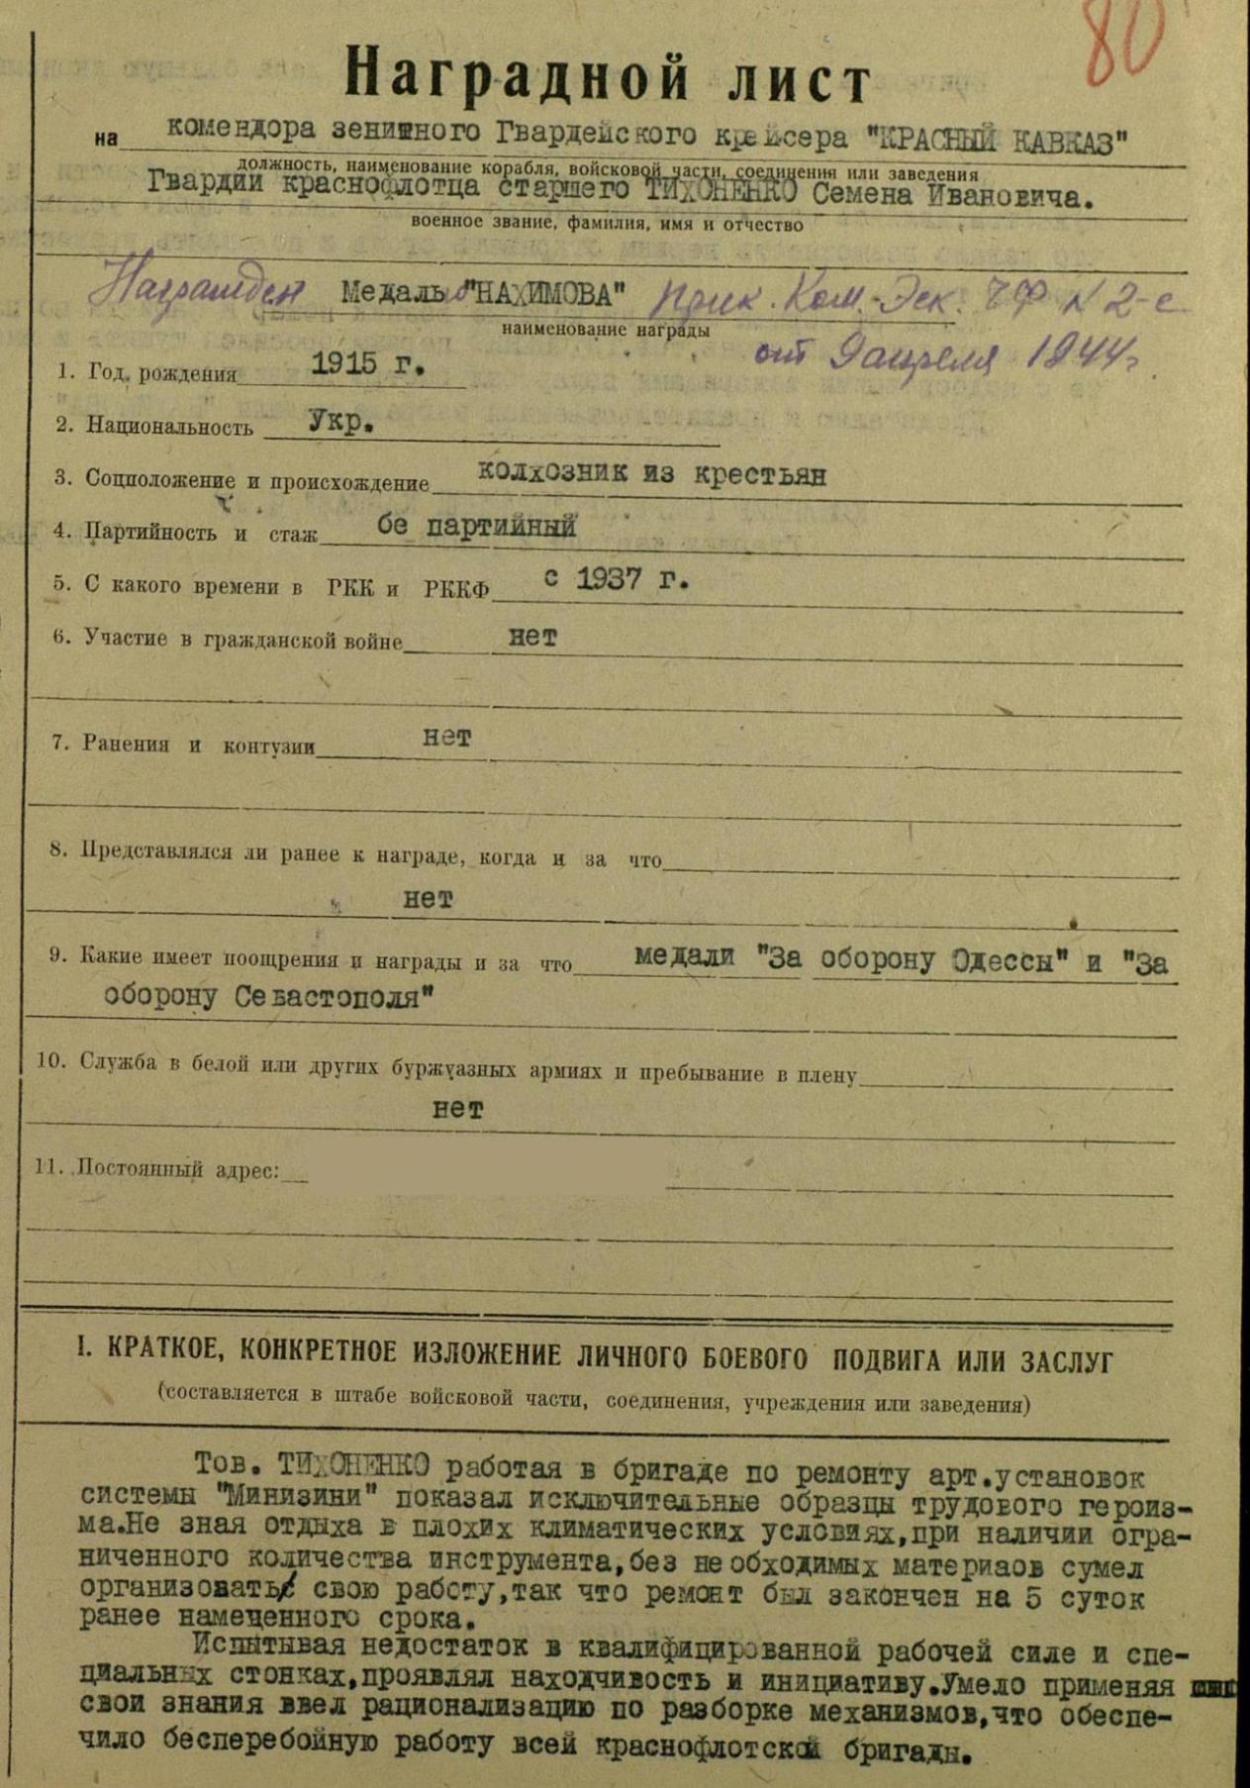 80
Наградной лист
на комендора зенитного Гвардейского крейсера "КРАСНЫЙ КАВКАЗ"
должность, наименование корабля, войсковой части, соединения или заведения
Гвардии краснофлотца старшего ТИХОНЕНКО Семена Ивановича.
военное звание, фамилия, имя и отчество
Награжден Медалью "НАХИМОВА" Прик. Ком. Эск. ЧФ N 2-с
наименование награды
от 9 апреля 1944 г.
1. Год рождения 1915 г.
2. Национальность Укр.
3. Соцположение и происхождение колхозник из крестьян
4. Партийность и стаж бе партийный
5. С какого времени в РКК и РККФ с 1937 г.
6. Участие в гражданской войне нет
7. Ранения и контузии нет
8. Представлялся ли ранее к награде, когда и за что
нет
9. Какие имеет поощрения и награды и за что медали "За оборону Одессы" и "За
оборону Севастополя"
10. Служба в белой или других буржуазных армиях и пребывание в плену
нет
11. Постоянный адрес:
I. КРАТКОЕ, КОНКРЕТНОЕ ИЗЛОЖЕНИЕ ЛИЧНОГО БОЕВОГО ПОДВИГА ИЛИ ЗАСЛУГ
(составляется в штабе войсковой части, соединения, учреждения или заведения)
Тов. ТИХОНЕНКО работая в бригаде по ремонту арт.установок
системы "Минизини" показал исключительные образцы трудового героиз-
ма.Не зная отдыха в плохих климатических условиях,при наличии огра-
ниченного количества инструмента,без необходимых материаов сумел
организовать свою работу,так что ремонт был закончен на 5 суток
ранее намеченного срока.
Испытывая недостаток в квалифицированной рабочей силе и спе-
циальных стонках,проявлял находчивость и инициативу.Умело применяя
свои знания ввел рационализацию по разборке механизмов,что обеспе-
чило бесперебойную работу всей краснофлотской бригады.